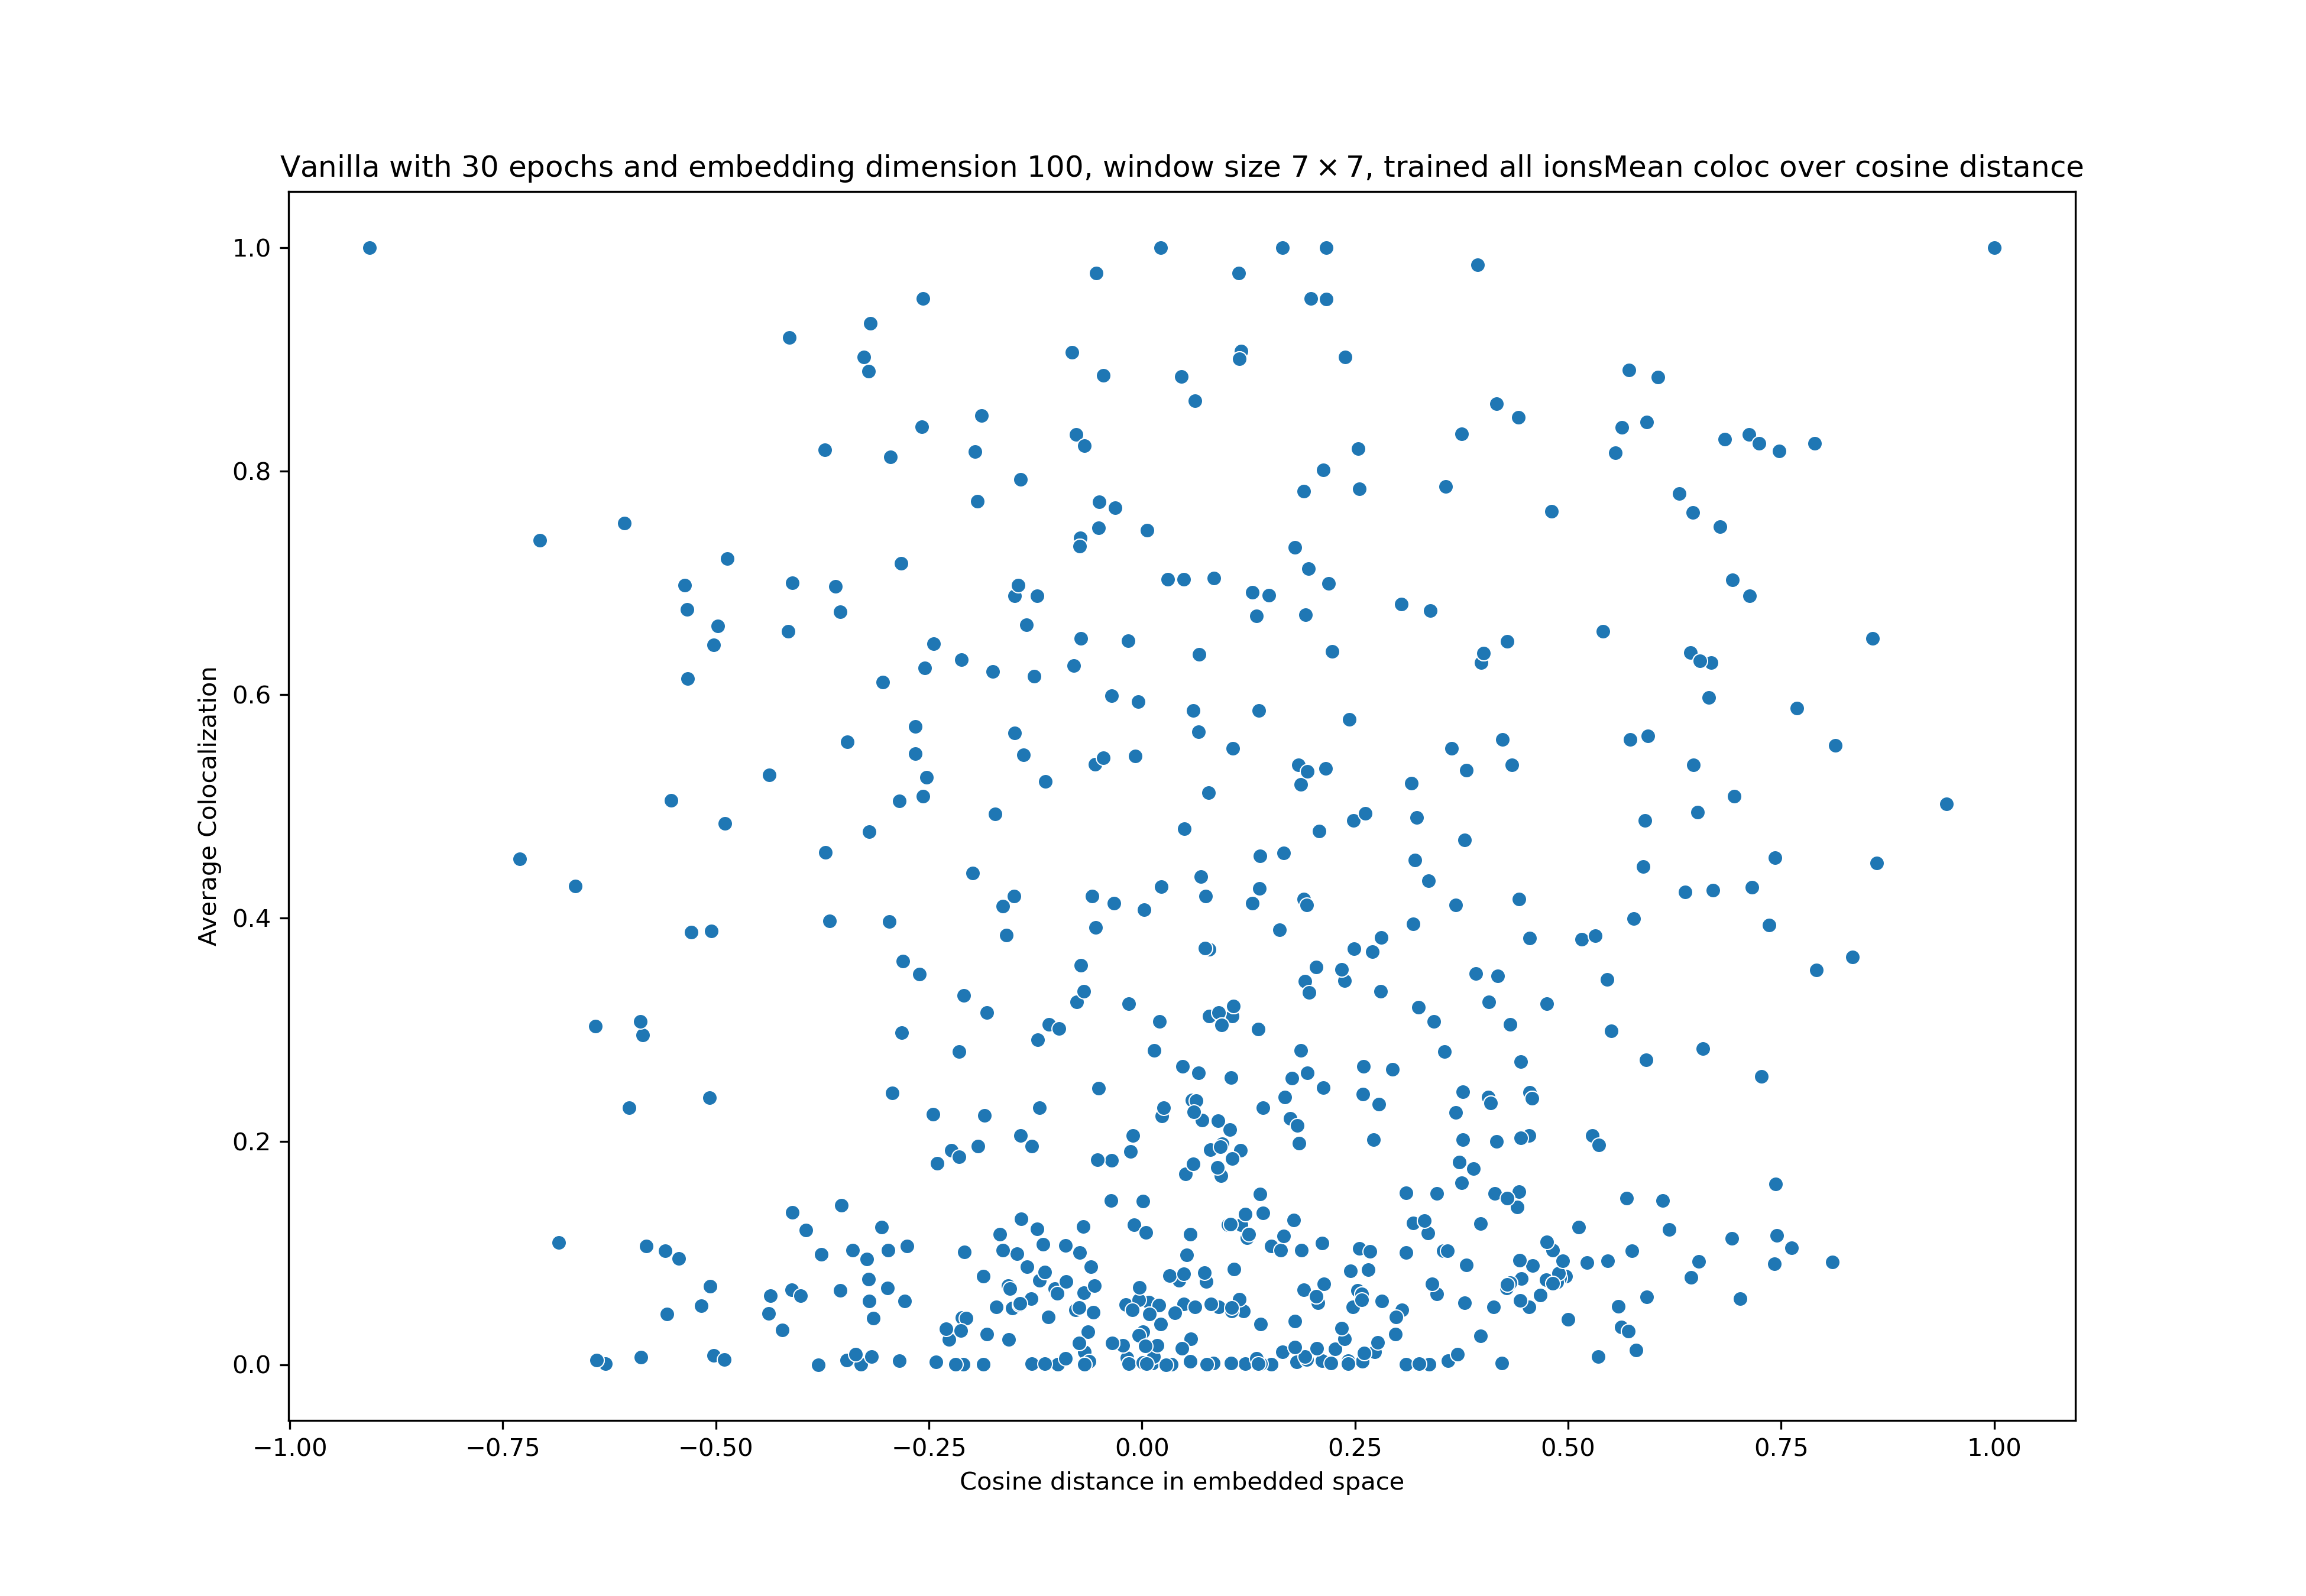 Vanilla with 30 epochs and embedding dimension 100, window size 7 × 7, trained all ionsMean coloc over cosine distance
1.0
0.8
0.6
0.4
0.2
0.0
Average Colocalization
−1.00 −0.75 −0.50 −0.25 0.00 0.25 0.50 0.75 1.00
Cosine distance in embedded space